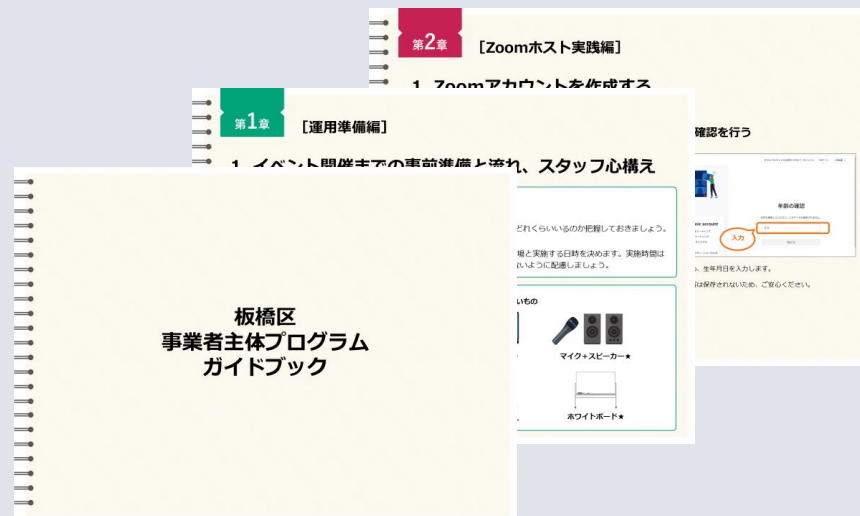 第2章
[Zoomホスト実践編]
1. Zoomアカウントを作成する
確認を行う
年齢の確認
入力
、生年月日を入力します。
は保存されないため、ご安心ください。
第1章
[運用準備編]
1. イベント開催までの事前準備と流れ、スタッフ心構え
どれくらいいるのか把握しておきましょう。
場と実施する日時を決めます。実施時間は
ないように配慮しましょう。
いもの
マイク+スピーカー★
ホワイトボード★
板橋区
事業者主体プログラム
ガイドブック